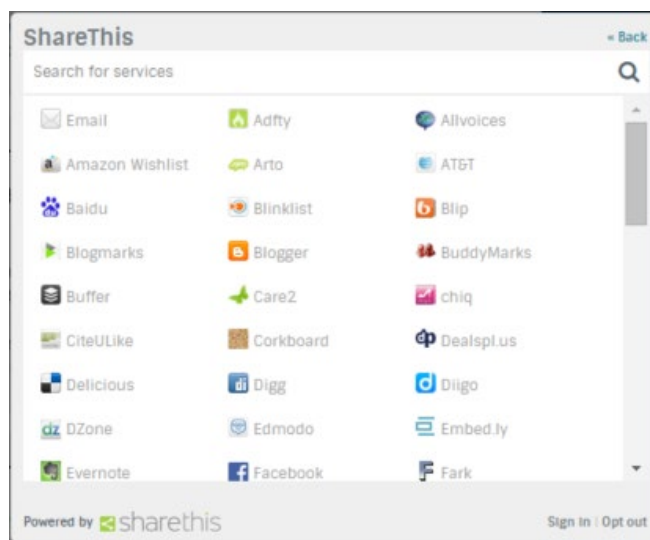 ShareThis « Back
Search for services
Email Adfty Allvoices
Amazon Wishlist Arto AT&T
Baidu Blinklist Blip
Blogmarks Blogger BuddyMarks
Buffer Care2 chiq
CiteULike Corkboard Dealspl.us
Delicious Digg Diigo
DZone Edmodo Embed.ly
Evernote Facebook Fark
Powered by sharethis Sign In | Opt out